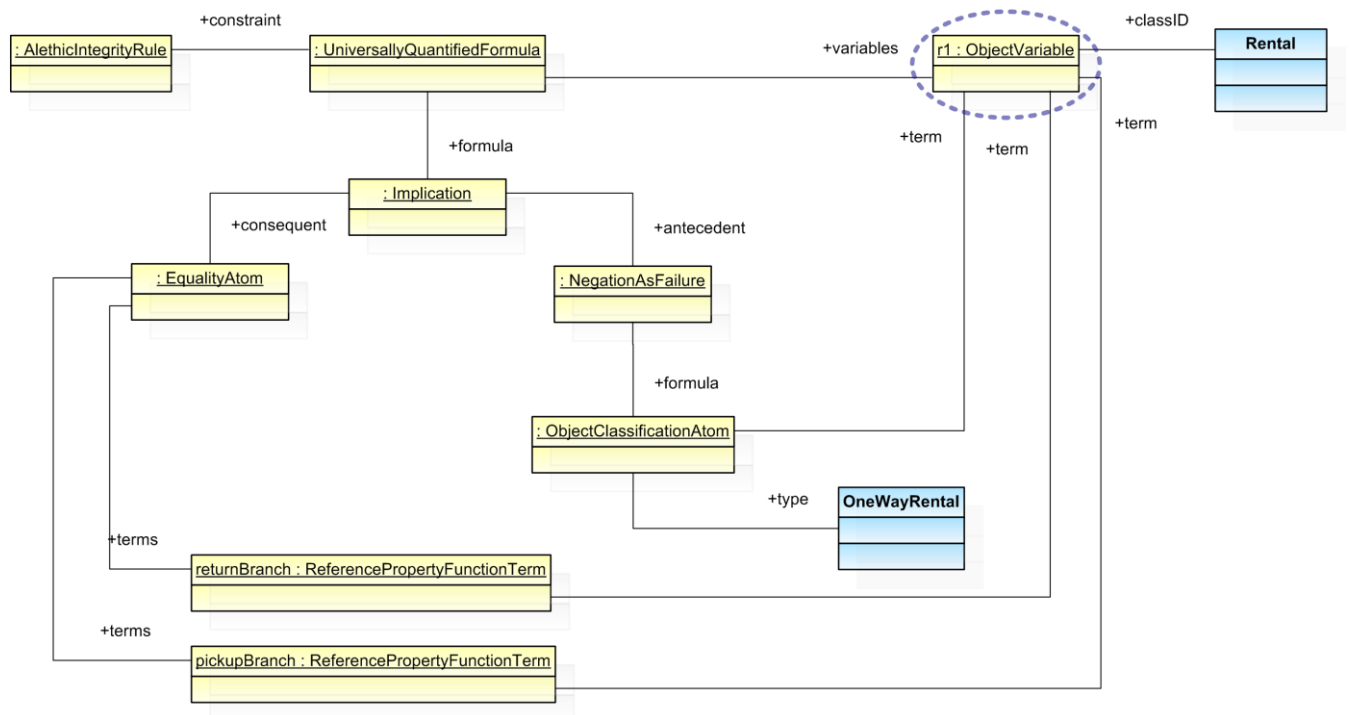 +constraint
+classID
: AlethicIntegrityRule
: UniversallyQuantifiedFormula
+variables
r1 : ObjectVariable
Rental
+term
+term
+term
+formula
: Implication
+consequent
+antecedent
: EqualityAtom
: NegationAsFailure
+formula
: ObjectClassificationAtom
+type
OneWayRental
+terms
returnBranch : ReferencePropertyFunctionTerm
+terms
pickupBranch : ReferencePropertyFunctionTerm